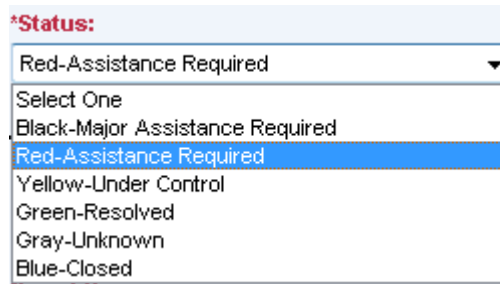 *Status:
Red-Assistance Required
Select One
Black-Major Assistance Required
Red-Assistance Required
Yellow-Under Control
Green-Resolved
Gray-Unknown
Blue-Closed